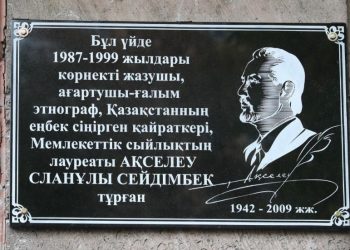 Бұл үйде
1987-1999 жылдары
көрнекті жазушы,
ағартушы-ғалым
этнограф, Қазақстанның
еңбек сіңірген қайраткері,
Мемлекеттік сыйлықтың
лауреаты АҚСЕЛЕУ
СЛАНҰЛЫ СЕЙДІМБЕК
тұрған
Ақселеу
1942 - 2009 жж.